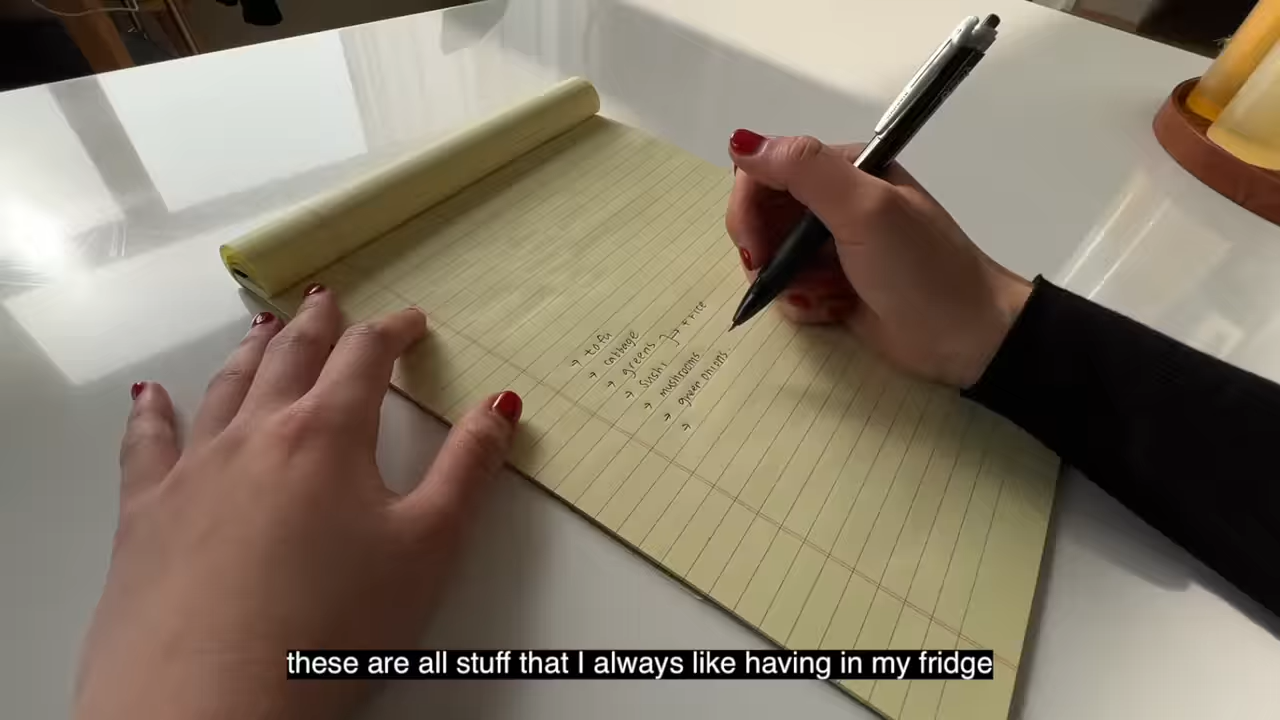 → tofu
→ cabbage
→ greens } → rice
→ sushi
→ mushrooms
→ green onions
→
these are all stuff that I always like having in my fridge